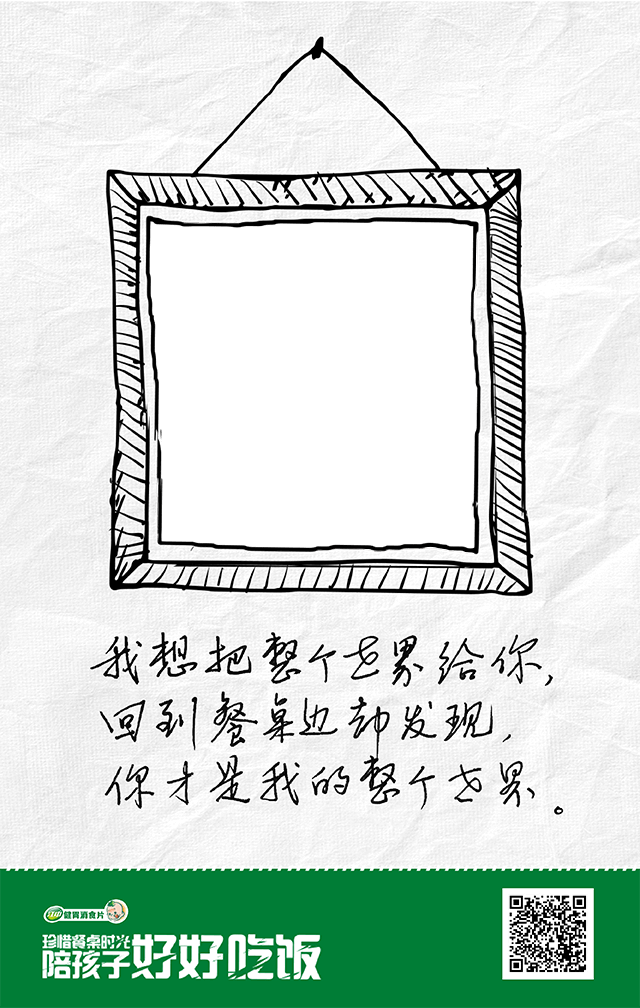 我想把整个世界给你，
回到餐桌边却发现，
你才是我的整个世界。
健胃消食片
珍惜餐桌时光
陪孩子好好吃饭